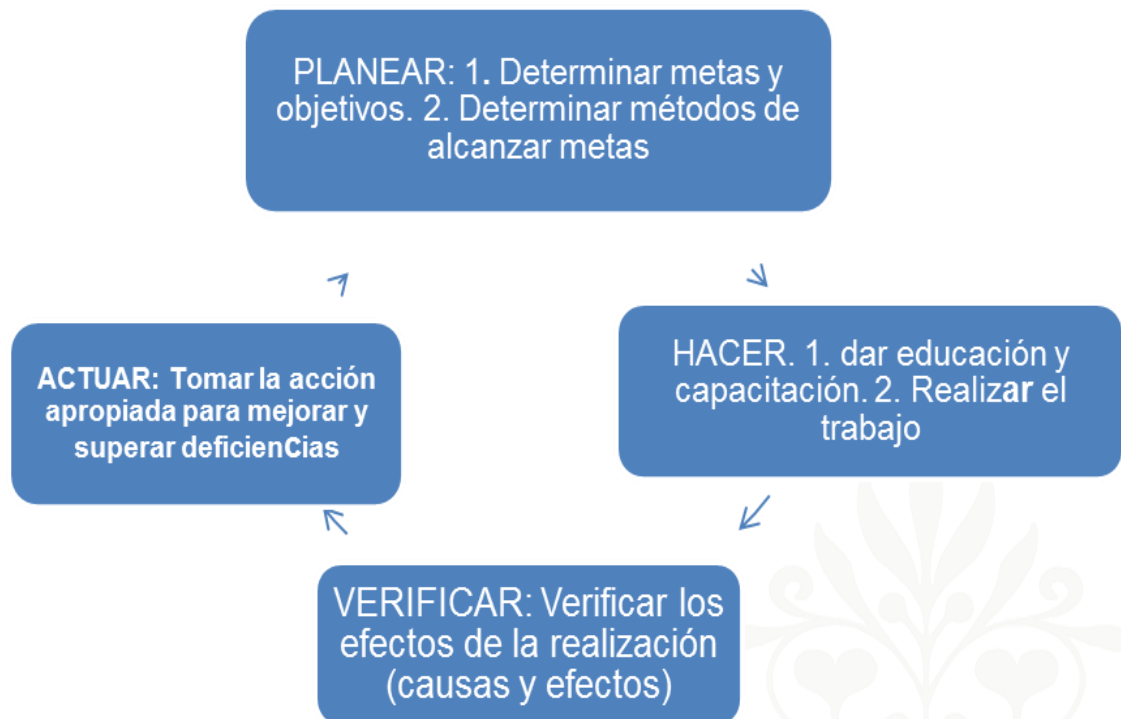 PLANEAR: 1. Determinar metas y
objetivos. 2. Determinar métodos de
alcanzar metas
HACER. 1. dar educación y
capacitación. 2. Realizar el
trabajo
VERIFICAR: Verificar los
efectos de la realización
(causas y efectos)
ACTUAR: Tomar la acción
apropiada para mejorar y
superar deficienCias